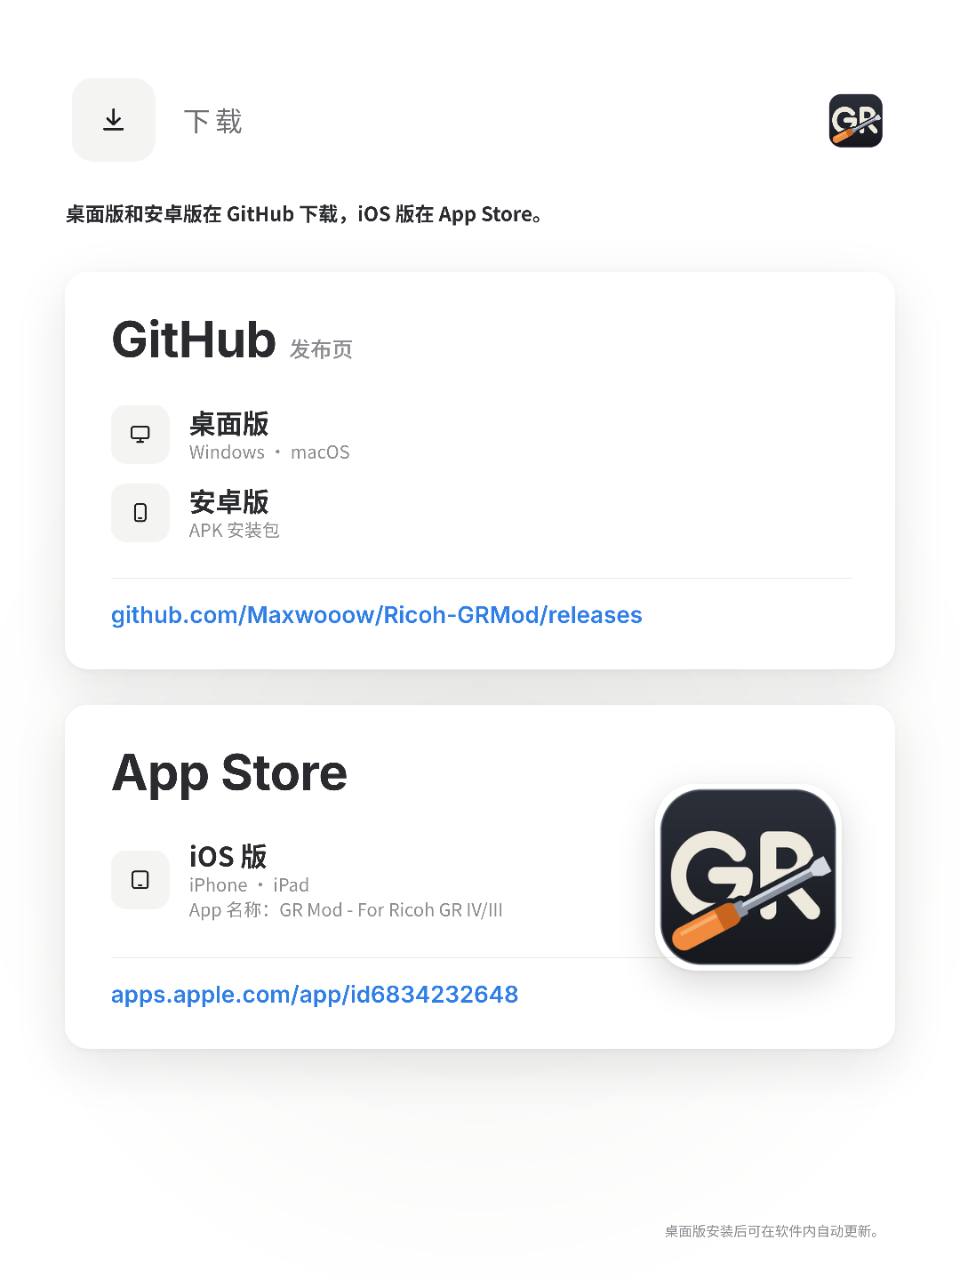 下载
GR
桌面版和安卓版在 GitHub 下载，iOS 版在 App Store。
GitHub 发布页
桌面版
Windows · macOS
安卓版
APK 安装包
github.com/Maxwooow/Ricoh-GRMod/releases
App Store
iOS 版
iPhone · iPad
App 名称：GR Mod - For Ricoh GR IV/III
GR
apps.apple.com/app/id6834232648
桌面版安装后可在软件内自动更新。